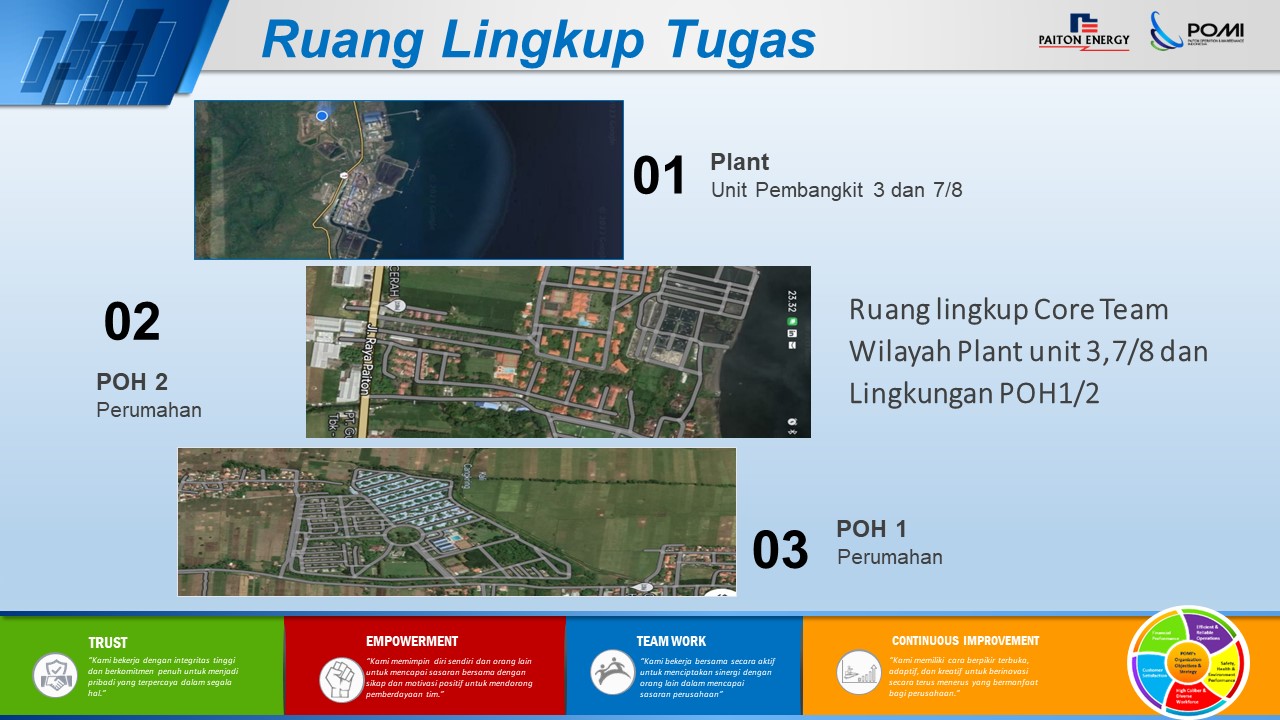 Ruang Lingkup Tugas
PAITON ENERGY
POMI
PAITON OPERATION & MAINTENANCE
INDONESIA
01
Plant
Unit Pembangkit 3 dan 7/8
02
POH 2
Perumahan
CERAH
Jl. Raya Paiton
Tbk -
23.32
Ruang lingkup Core Team
Wilayah Plant unit 3,7/8 dan
Lingkungan POH1/2
03
POH 1
Perumahan
TRUST
"Kami bekerja dengan integritas tinggi
dan berkomitmen penuh untuk menjadi
pribadi yang terpercaya dalam segala
hal."
EMPOWERMENT
"Kami memimpin diri sendiri dan orang lain
untuk mencapai sasaran bersama dengan
sikap dan motivasi positif untuk mendorong
pemberdayaan tim."
TEAM WORK
"Kami bekerja bersama secara aktif
untuk menciptakan sinergi dengan
orang lain dalam mencapai
sasaran perusahaan"
CONTINUOUS IMPROVEMENT
"Kami memiliki cara berpikir terbuka,
adaptif, dan kreatif untuk berinovasi
secara terus menerus yang bermanfaat
bagi perusahaan."
Financial
Performance
Efficient &
Reliable
Operations
Safety,
Health &
Environment
Performance
High Caliber &
Diverse
Workforce
Customer
Satisfaction
POMI's
Organization
Objectives &
Strategy